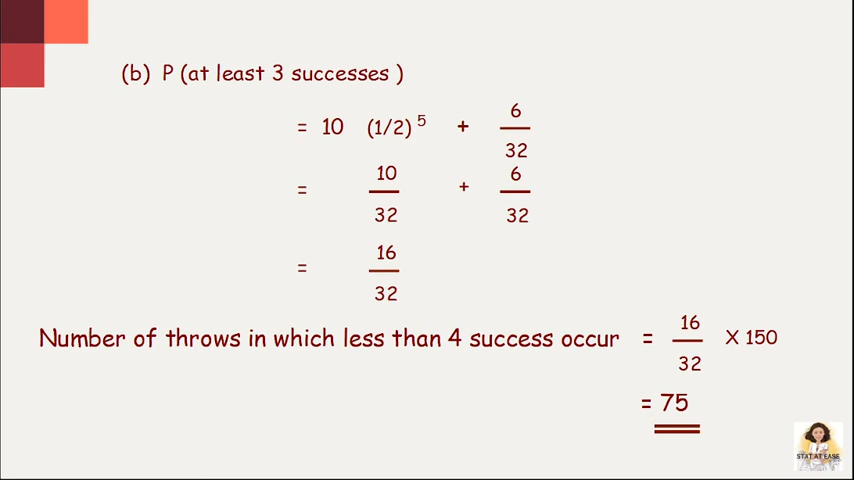 (b) P (at least 3 successes )
= 10 (1/2) 5 + 6/32
= 10/32 + 6/32
= 16/32
Number of throws in which less than 4 success occur = 16/32 X 150
= 75
STAT AT EASE